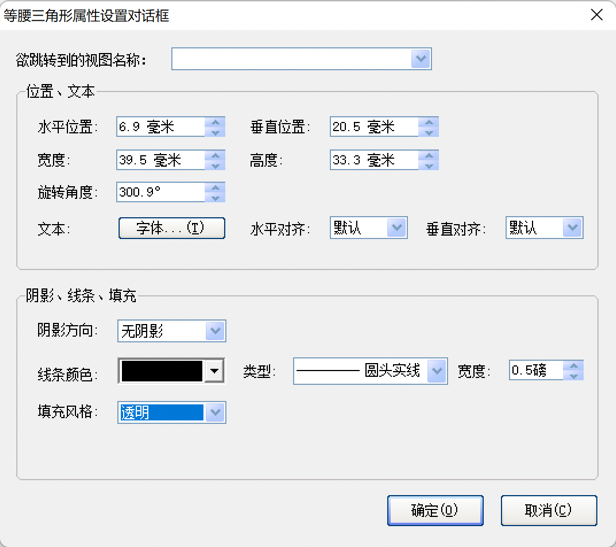 等腰三角形属性设置对话框
欲跳转到的视图名称：
位置、文本
水平位置： 6.9 毫米 垂直位置： 20.5 毫米
宽度： 39.5 毫米 高度： 33.3 毫米
旋转角度： 300.9°
文本： 字体...(T) 水平对齐： 默认 垂直对齐： 默认
阴影、线条、填充
阴影方向： 无阴影
线条颜色： 类型： 圆头实线 宽度： 0.5磅
填充风格： 透明
确定(O) 取消(C)